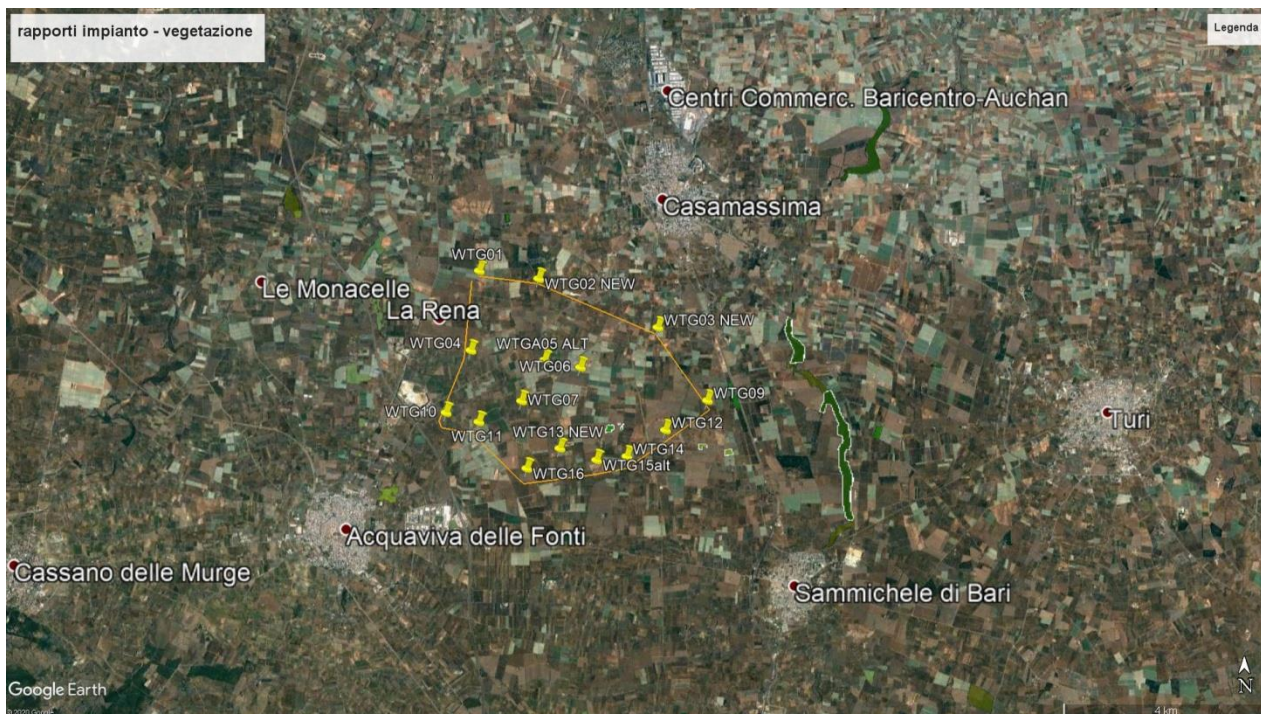 rapporti impianto - vegetazione
Legenda
Centri Commerc. Baricentro-Auchan
Casamassima
WTG01
WTG02 NEW
Le Monacelle
La Rena
WTG03 NEW
WTG04
WTGA05 ALT
WTG06
WTG07
WTG09
WTG10
WTG11
WTG12
WTG13 NEW
WTG14
WTG15alt
WTG16
Turi
Acquaviva delle Fonti
Cassano delle Murge
Sammichele di Bari
Google Earth
© 2020 Google
N
4 km